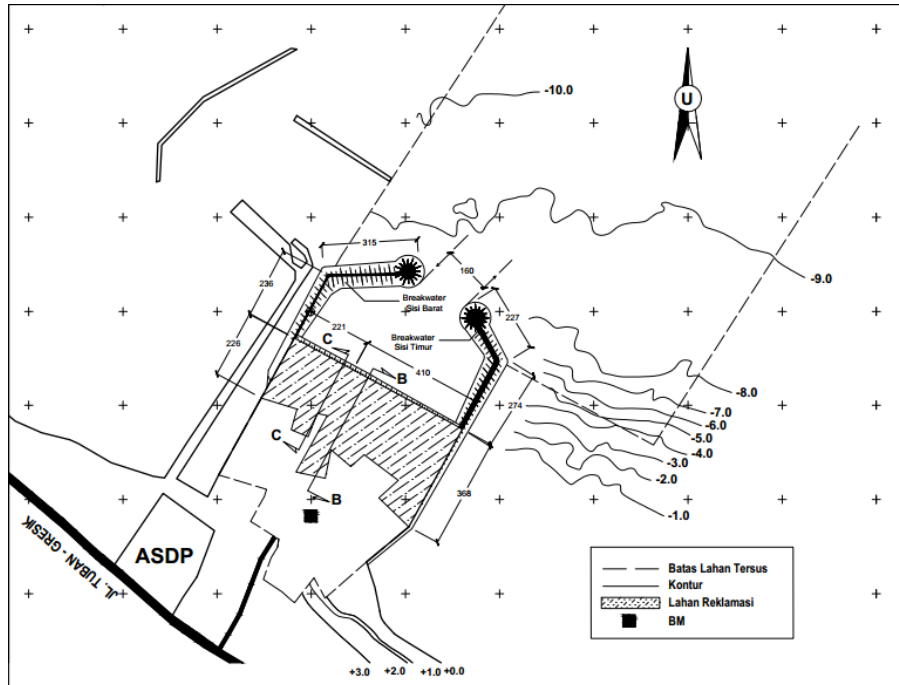 -10.0
U
-9.0
315
160
236
Breakwater
Sisi Barat
227
221
Breakwater
Sisi Timur
C
226
B
410
-8.0
274
-7.0
-6.0
-5.0
C
-4.0
-3.0
-2.0
368
B
-1.0
ASDP
JL. TUBAN - GRESIK
Batas Lahan Tersus
Kontur
Lahan Reklamasi
BM
+3.0
+2.0
+1.0
+0.0